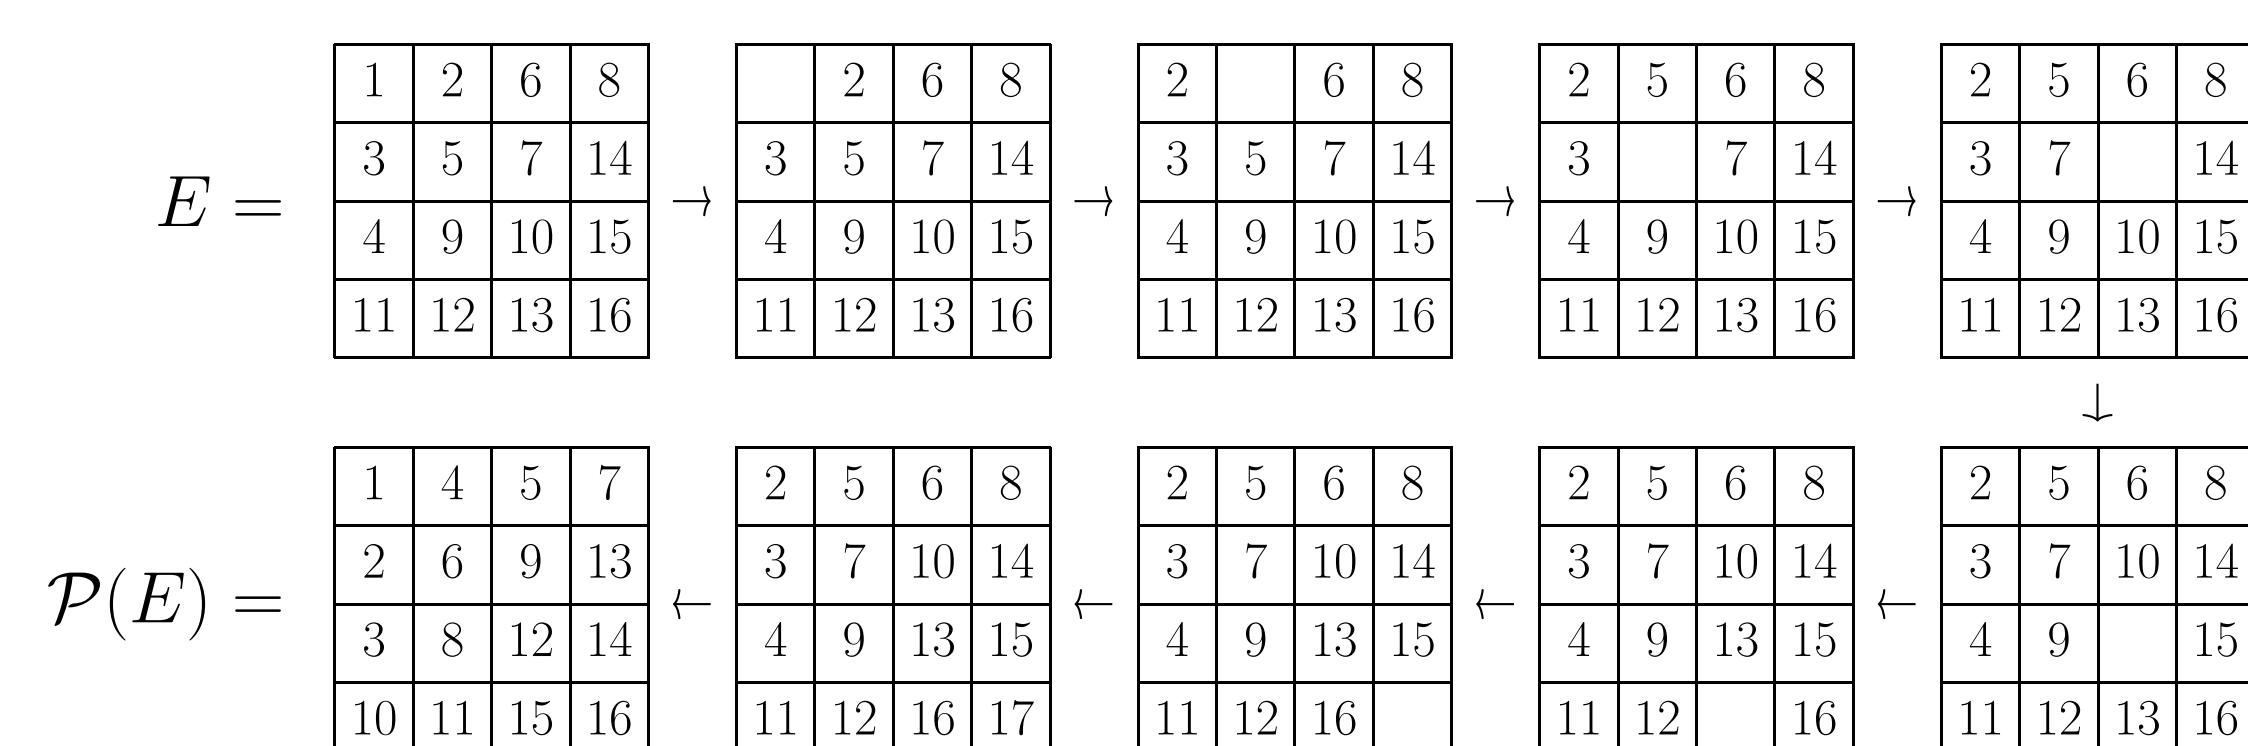 1 2 6 8 2 6 8 2 6 8 2 5 6 8 2 5 6 8
3 5 7 14 3 5 7 14 3 5 7 14 3 7 14 3 7 14
E = → → → →
4 9 10 15 4 9 10 15 4 9 10 15 4 9 10 15 4 9 10 15
11 12 13 16 11 12 13 16 11 12 13 16 11 12 13 16 11 12 13 16
↓
1 4 5 7 2 5 6 8 2 5 6 8 2 5 6 8 2 5 6 8
2 6 9 13 3 7 10 14 3 7 10 14 3 7 10 14 3 7 10 14
𝒫(E) = ← ← ← ←
3 8 12 14 4 9 13 15 4 9 13 15 4 9 13 15 4 9 15
10 11 15 16 11 12 16 17 11 12 16 11 12 16 11 12 13 16